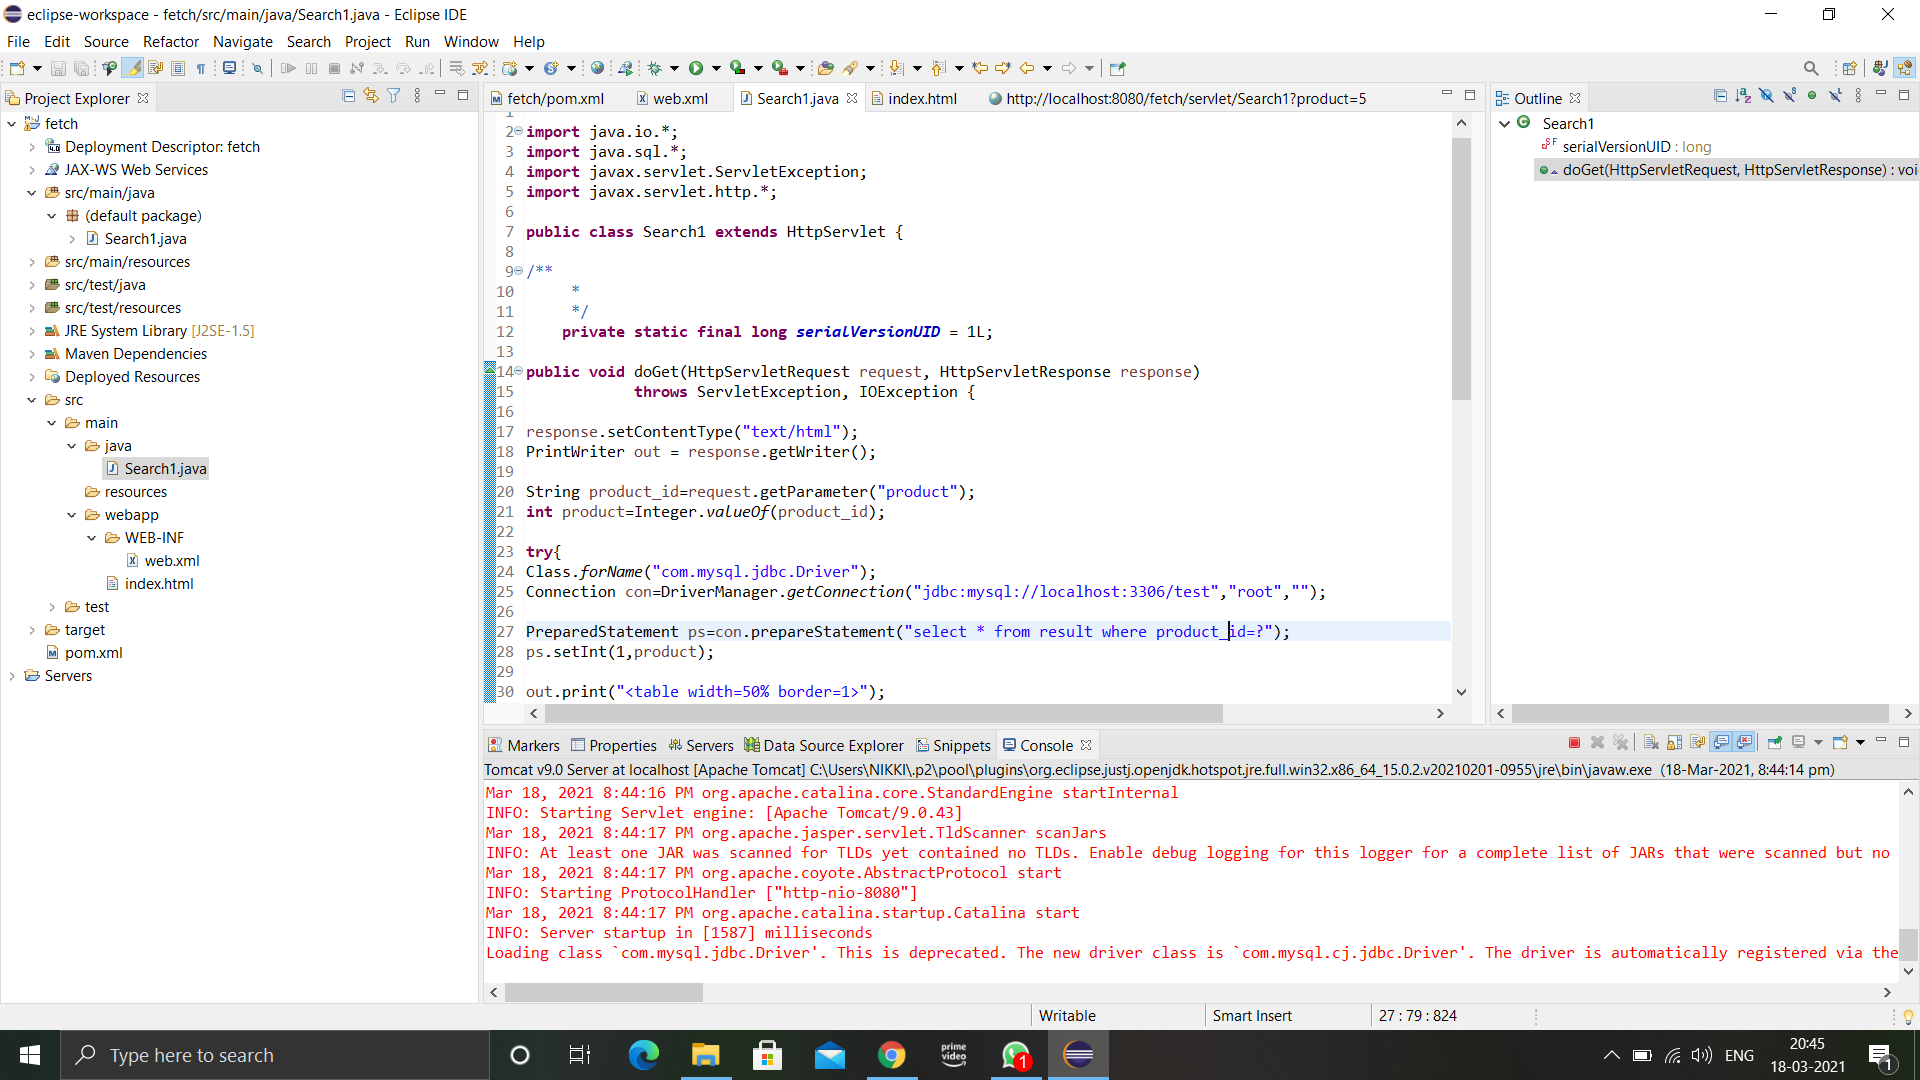 eclipse-workspace - fetch/src/main/java/Search1.java - Eclipse IDE
File Edit Source Refactor Navigate Search Project Run Window Help
Project Explorer
fetch
Deployment Descriptor: fetch
JAX-WS Web Services
src/main/java
(default package)
Search1.java
src/main/resources
src/test/java
src/test/resources
JRE System Library [J2SE-1.5]
Maven Dependencies
Deployed Resources
src
main
java
Search1.java
resources
webapp
WEB-INF
web.xml
index.html
test
target
pom.xml
Servers
fetch/pom.xml web.xml Search1.java index.html http://localhost:8080/fetch/servlet/Search1?product=5
1
2 import java.io.*;
3 import java.sql.*;
4 import javax.servlet.ServletException;
5 import javax.servlet.http.*;
6
7 public class Search1 extends HttpServlet {
8
9 /**
10 *
11 */
12 private static final long serialVersionUID = 1L;
13
14 public void doGet(HttpServletRequest request, HttpServletResponse response)
15 throws ServletException, IOException {
16
17 response.setContentType("text/html");
18 PrintWriter out = response.getWriter();
19
20 String product_id=request.getParameter("product");
21 int product=Integer.valueOf(product_id);
22
23 try{
24 Class.forName("com.mysql.jdbc.Driver");
25 Connection con=DriverManager.getConnection("jdbc:mysql://localhost:3306/test","root","");
26
27 PreparedStatement ps=con.prepareStatement("select * from result where product_id=?");
28 ps.setInt(1,product);
29
30 out.print("<table width=50% border=1>");
Outline
Search1
serialVersionUID : long
doGet(HttpServletRequest, HttpServletResponse) : voi
Markers Properties Servers Data Source Explorer Snippets Console
Tomcat v9.0 Server at localhost [Apache Tomcat] C:\Users\NIKKI\.p2\pool\plugins\org.eclipse.justj.openjdk.hotspot.jre.full.win32.x86_64_15.0.2.v20210201-0955\jre\bin\javaw.exe (18-Mar-2021, 8:44:14 pm)
Mar 18, 2021 8:44:16 PM org.apache.catalina.core.StandardEngine startInternal
INFO: Starting Servlet engine: [Apache Tomcat/9.0.43]
Mar 18, 2021 8:44:17 PM org.apache.jasper.servlet.TldScanner scanJars
INFO: At least one JAR was scanned for TLDs yet contained no TLDs. Enable debug logging for this logger for a complete list of JARs that were scanned but no
Mar 18, 2021 8:44:17 PM org.apache.coyote.AbstractProtocol start
INFO: Starting ProtocolHandler ["http-nio-8080"]
Mar 18, 2021 8:44:17 PM org.apache.catalina.startup.Catalina start
INFO: Server startup in [1587] milliseconds
Loading class `com.mysql.jdbc.Driver'. This is deprecated. The new driver class is `com.mysql.cj.jdbc.Driver'. The driver is automatically registered via the
Writable Smart Insert 27 : 79 : 824
Type here to search
prime video
1
ENG
20:45
18-03-2021
1